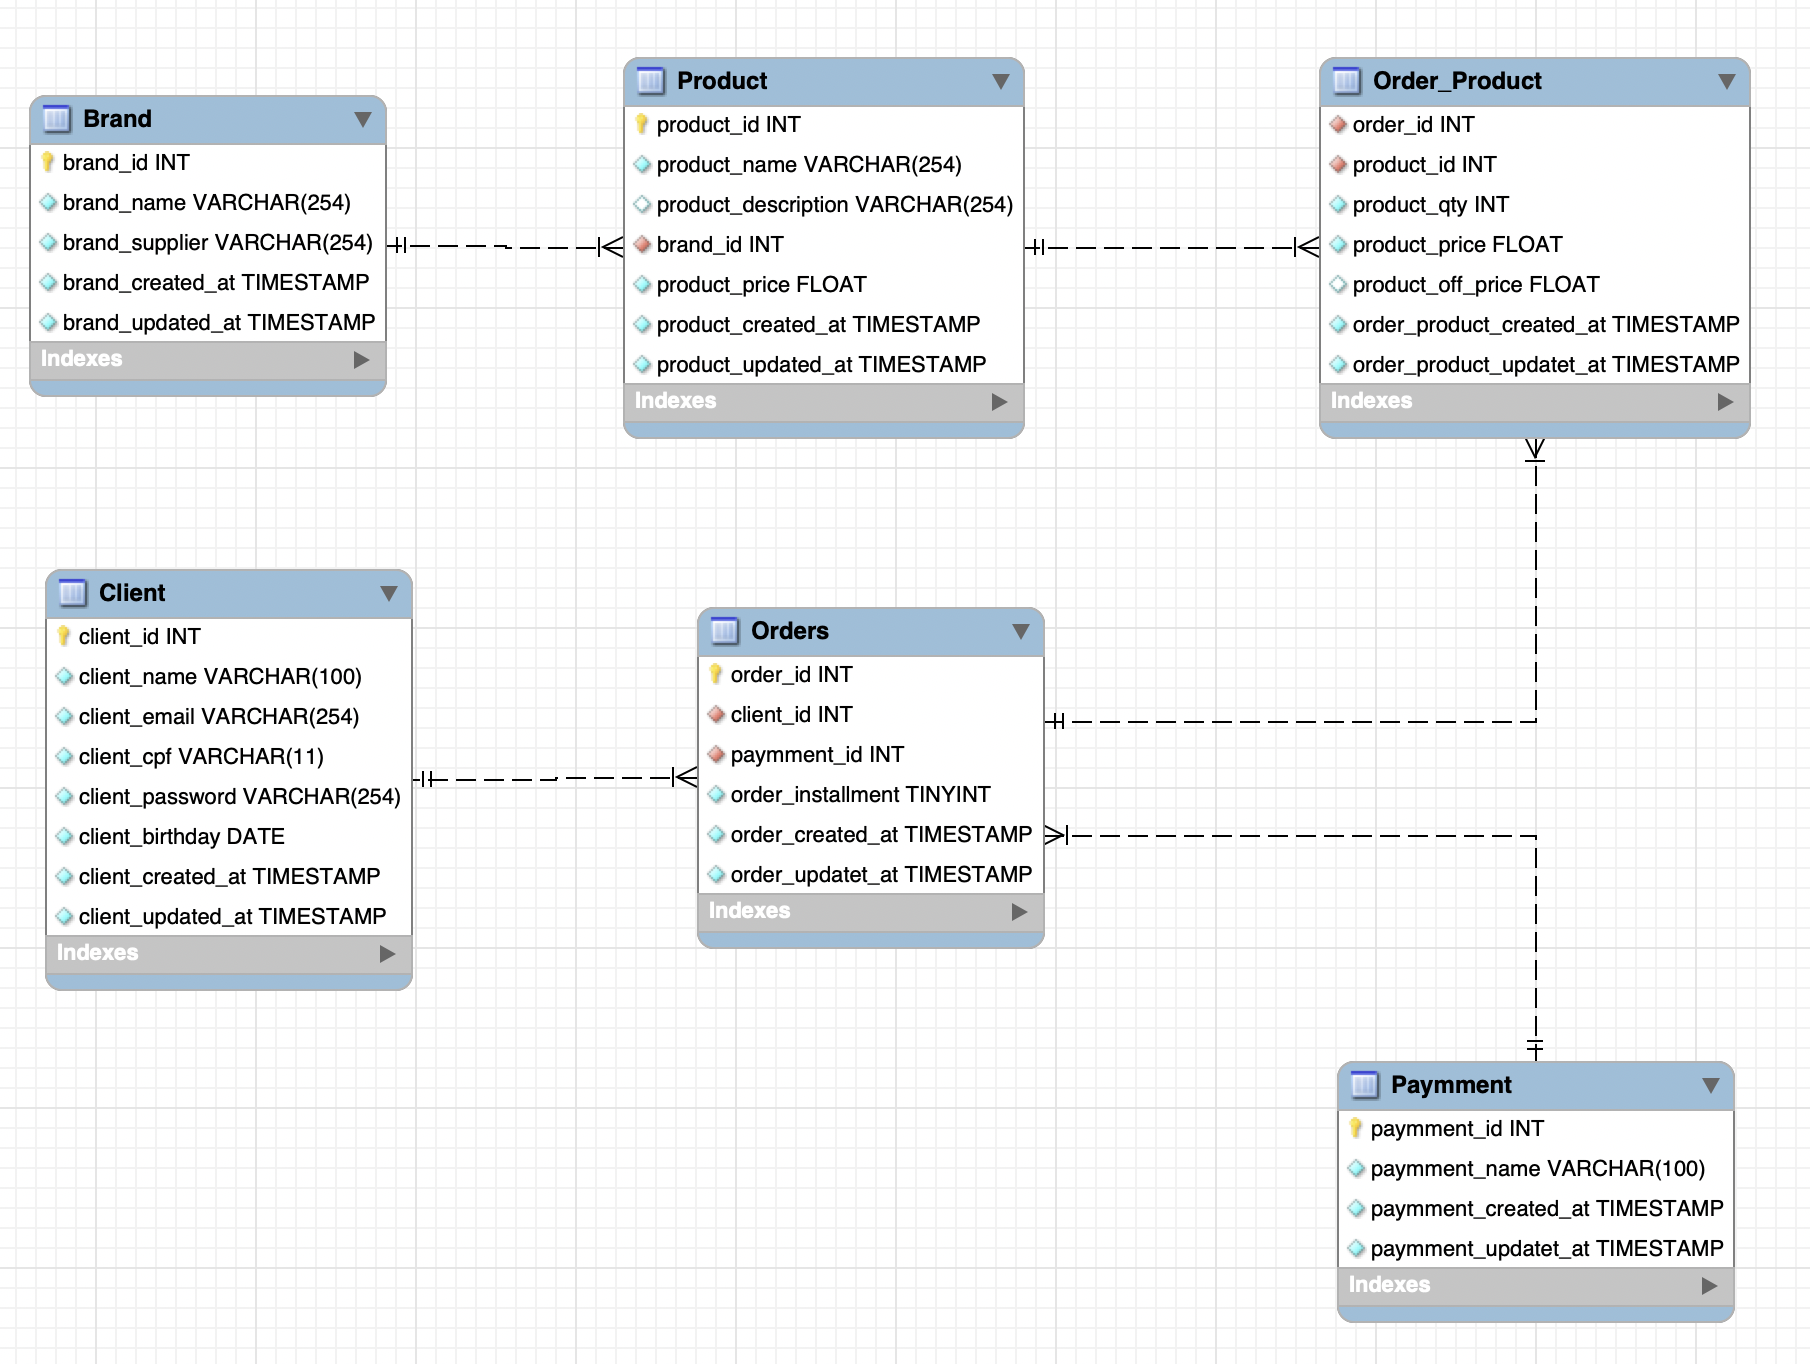 Brand
brand_id INT
brand_name VARCHAR(254)
brand_supplier VARCHAR(254)
brand_created_at TIMESTAMP
brand_updated_at TIMESTAMP
Indexes
Product
product_id INT
product_name VARCHAR(254)
product_description VARCHAR(254)
brand_id INT
product_price FLOAT
product_created_at TIMESTAMP
product_updated_at TIMESTAMP
Indexes
Order_Product
order_id INT
product_id INT
product_qty INT
product_price FLOAT
product_off_price FLOAT
order_product_created_at TIMESTAMP
order_product_updatet_at TIMESTAMP
Indexes
Client
client_id INT
client_name VARCHAR(100)
client_email VARCHAR(254)
client_cpf VARCHAR(11)
client_password VARCHAR(254)
client_birthday DATE
client_created_at TIMESTAMP
client_updated_at TIMESTAMP
Indexes
Orders
order_id INT
client_id INT
paymment_id INT
order_installment TINYINT
order_created_at TIMESTAMP
order_updatet_at TIMESTAMP
Indexes
Paymment
paymment_id INT
paymment_name VARCHAR(100)
paymment_created_at TIMESTAMP
paymment_updatet_at TIMESTAMP
Indexes